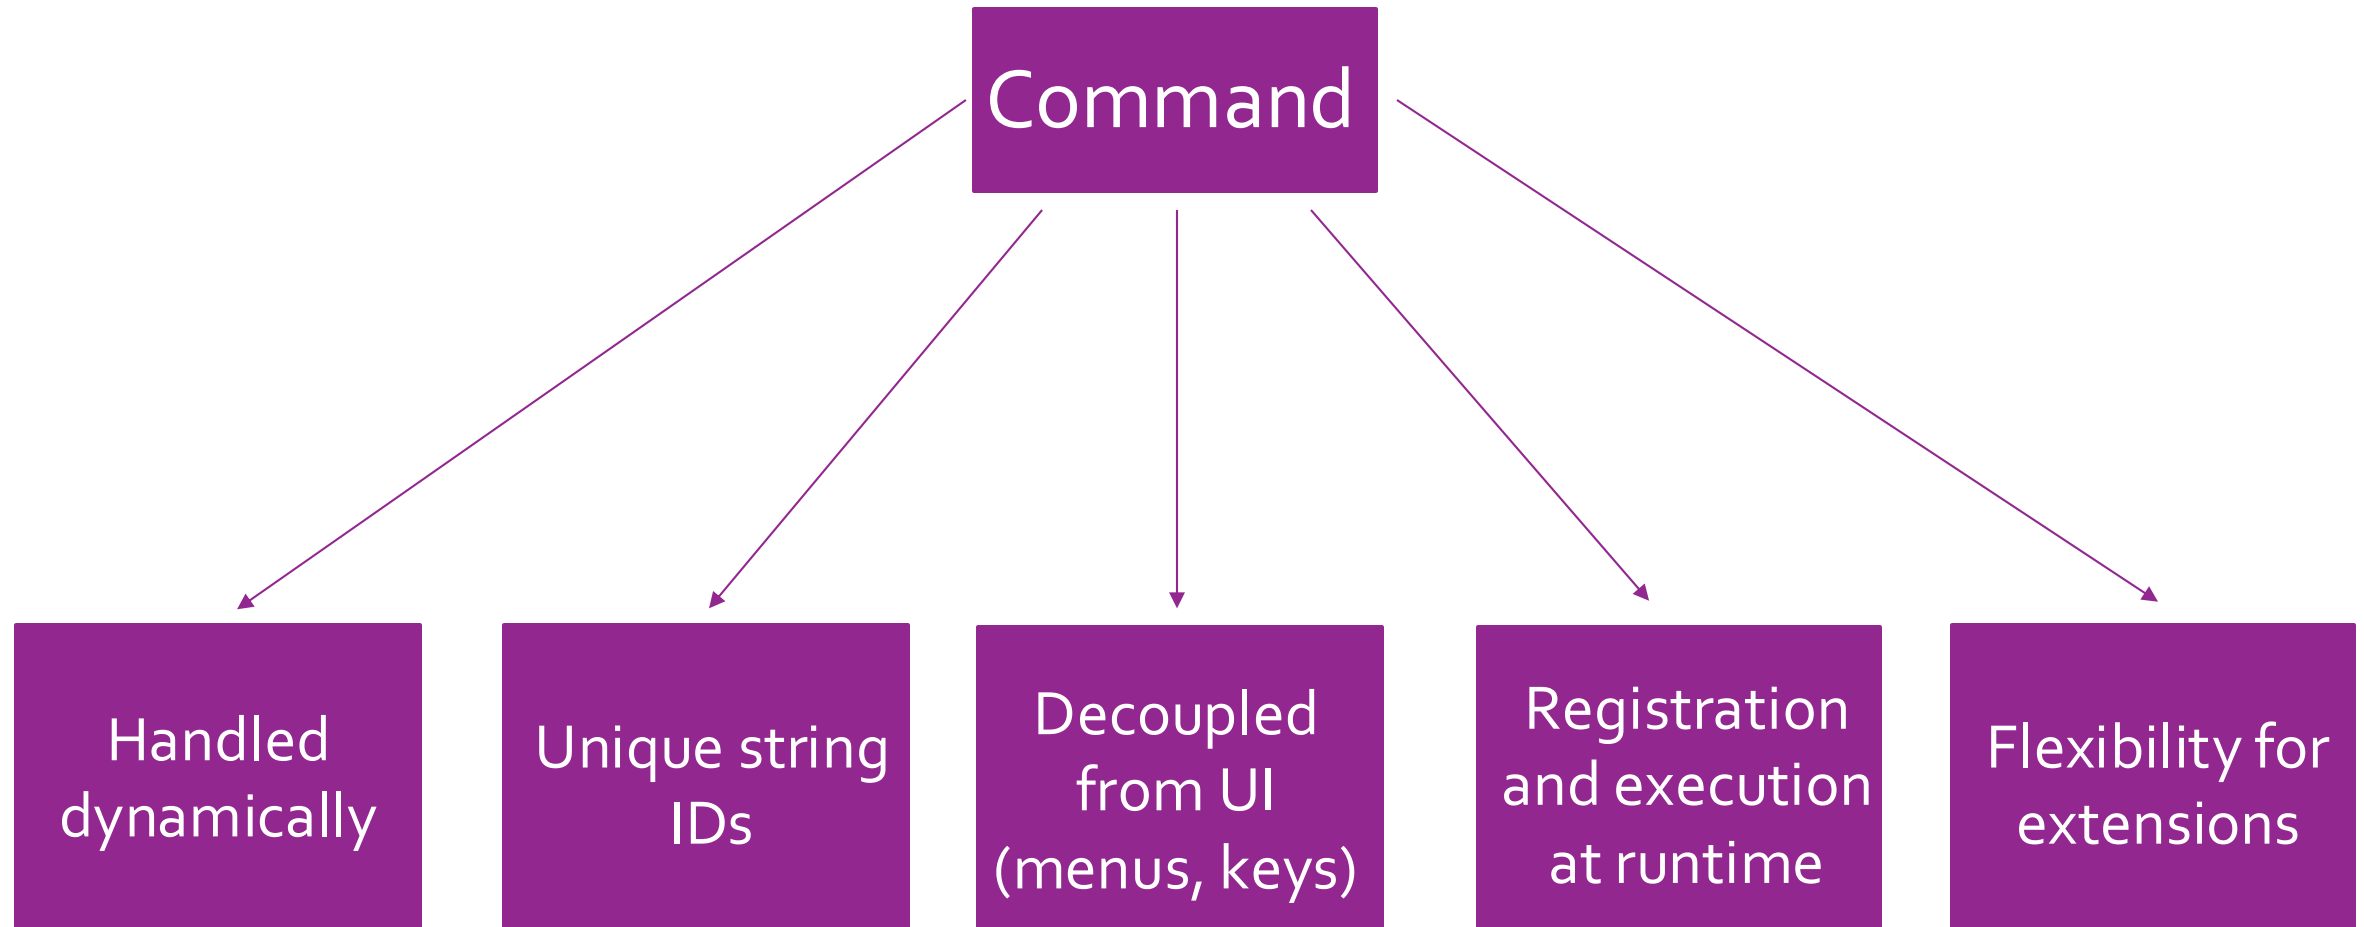 Command
Handled
dynamically
Unique string
IDs
Decoupled
from UI
(menus, keys)
Registration
and execution
at runtime
Flexibility for
extensions